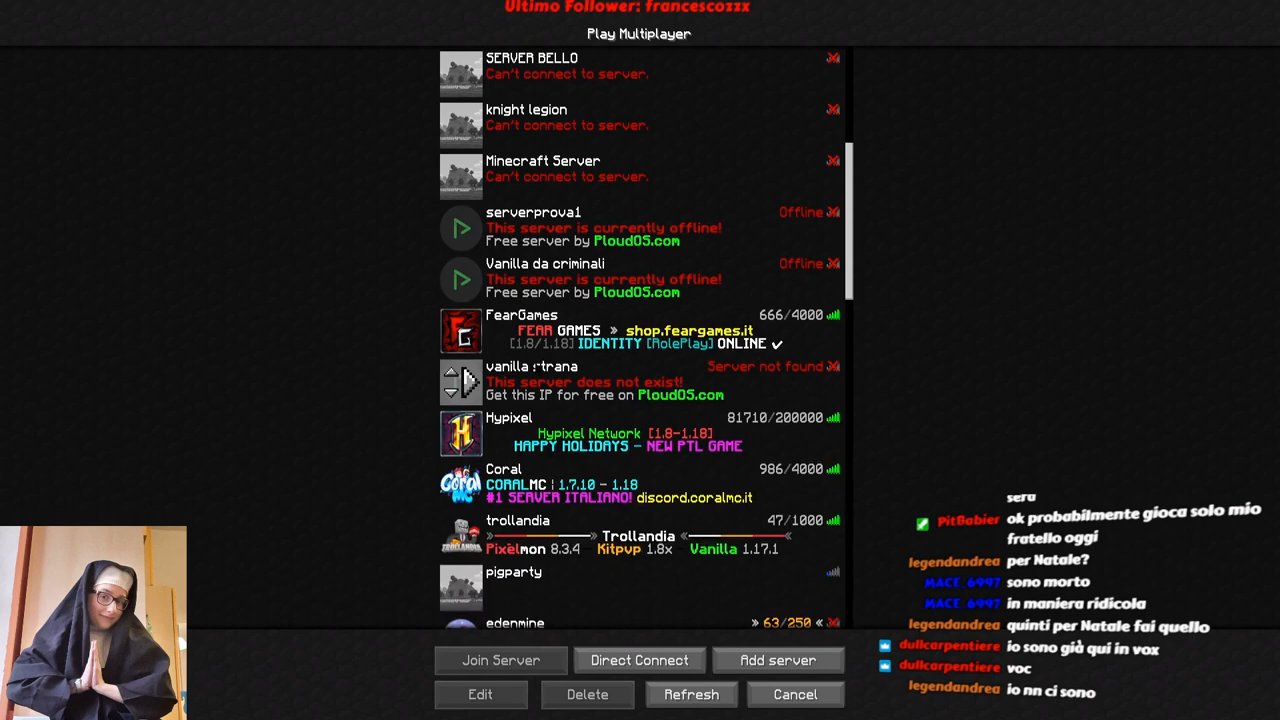 Ultimo Follower: francescozzx
Play Multiplayer
SERVER BELLO
Can't connect to server.
knight legion
Can't connect to server.
Minecraft Server
Can't connect to server.
serverprova1 Offline
This server is currently offline!
Free server by PloudOS.com
Vanilla da criminali Offline
This server is currently offline!
Free server by PloudOS.com
FearGames 666/4000
FEAR GAMES » shop.feargames.it
[1.8/1.18] IDENTITY [RolePlay] ONLINE ✔
vanilla :trana Server not found
This server does not exist!
Get this IP for free on PloudOS.com
Hypixel 81710/200000
Hypixel Network [1.8-1.18]
HAPPY HOLIDAYS - NEW PTL GAME
Coral 986/4000
CORALMC | 1.7.10 - 1.18
#1 SERVER ITALIANO! discord.coralmc.it
trollandia 47/1000
» Trollandia «
Pixelmon 8.3.4 Kitpvp 1.8x Vanilla 1.17.1
pigparty
edenmine » 63/250 «
Join Server Direct Connect Add server
Edit Delete Refresh Cancel
sera
PitBabier ok probabilmente gioca solo mio
fratello oggi
legendandrea per Natale?
MACE_6997 sono morto
MACE_6997 in maniera ridicola
legendandrea quinti per Natale fai quello
dullcarpentiere io sono già qui in vox
dullcarpentiere voc
legendandrea io nn ci sono